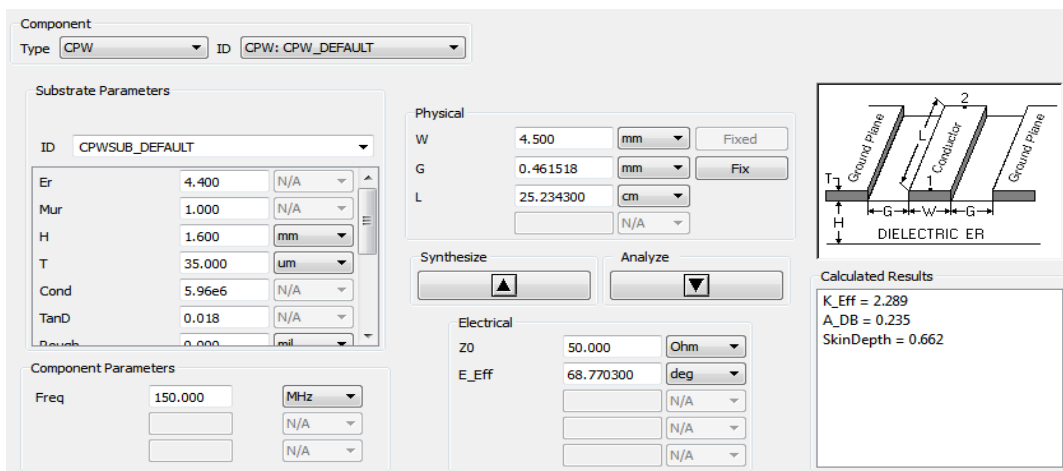 Component
Type CPW ID CPW: CPW_DEFAULT
Substrate Parameters
ID CPWSUB_DEFAULT
Er 4.400 N/A
Mur 1.000 N/A
H 1.600 mm
T 35.000 um
Cond 5.96e6 N/A
TanD 0.018 N/A
Rough 0.000 mil
Component Parameters
Freq 150.000 MHz
N/A
N/A
Physical
W 4.500 mm Fixed
G 0.461518 mm Fix
L 25.234300 cm
N/A
Synthesize
Analyze
Electrical
Z0 50.000 Ohm
E_Eff 68.770300 deg
N/A
N/A
N/A
2
Ground Plane
L
Conductor
Ground Plane
T
1
G W G
H
DIELECTRIC ER
Calculated Results
K_Eff = 2.289
A_DB = 0.235
SkinDepth = 0.662